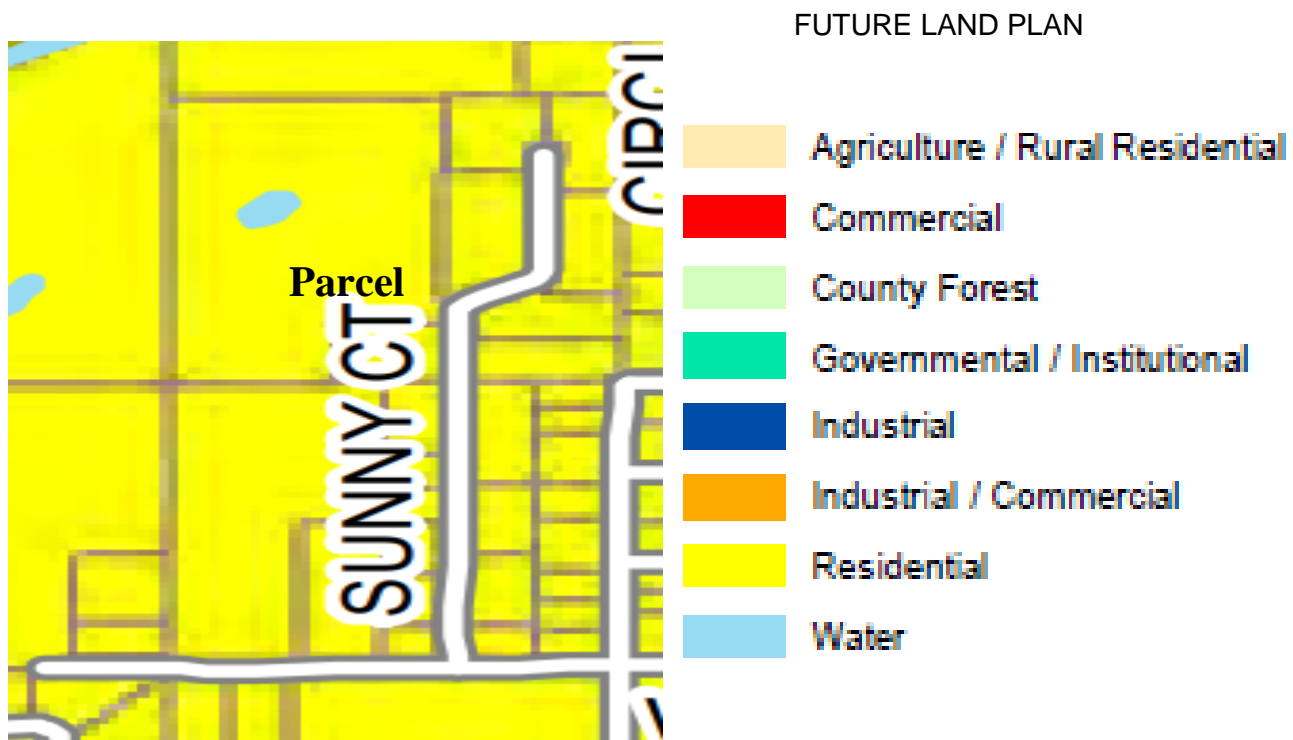 FUTURE LAND PLAN
Parcel
SUNNY CT
Agriculture / Rural Residential
Commercial
County Forest
Governmental / Institutional
Industrial
Industrial / Commercial
Residential
Water